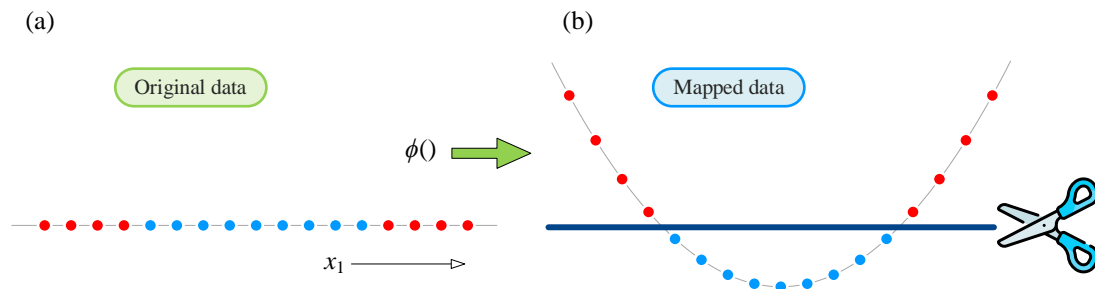 (a)
(b)
Original data
Mapped data
ϕ()
x₁